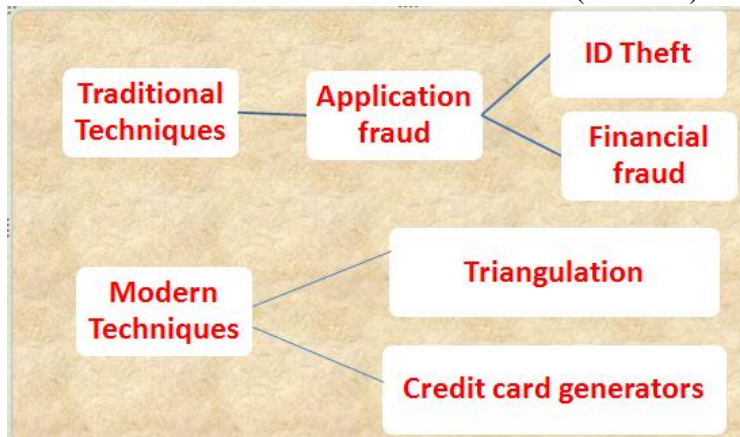 Traditional
Techniques
Application
fraud
ID Theft
Financial
fraud
Modern
Techniques
Triangulation
Credit card generators